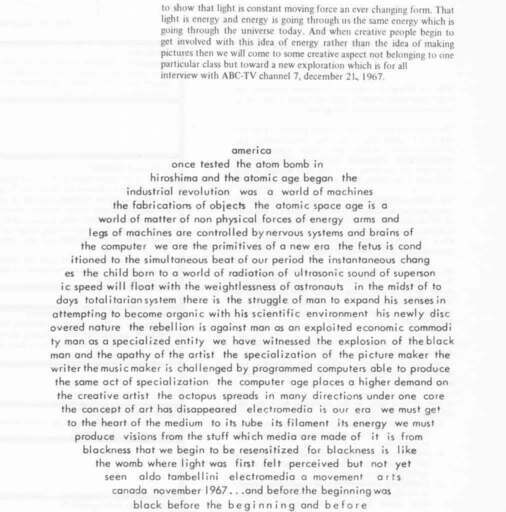 to show that light is constant moving force an ever changing form. That
light is energy and energy is going through us the same energy which is
going through the universe today. And when creative people begin to
get involved with this idea of energy rather than the idea of making
pictures then we will come to some creative aspect not belonging to one
particular class but toward a new exploration which is for all
interview with ABC-TV channel 7, december 21, 1967.
america
once tested the atom bomb in
hiroshima and the atomic age began the
industrial revolution was a world of machines
the fabrications of objects the atomic space age is a
world of matter of non physical forces of energy arms and
legs of machines are controlled by nervous systems and brains of
the computer we are the primitives of a new era the fetus is cond
itioned to the simultaneous beat of our period the instantaneous chang
es the child born to a world of radiation of ultrasonic sound of superson
ic speed will float with the weightlessness of astronauts in the midst of to
days totalitarian system there is the struggle of man to expand his senses in
attempting to become organic with his scientific environment his newly disc
overed nature the rebellion is against man as an exploited economic commodi
ty man as a specialized entity we have witnessed the explosion of the black
man and the apathy of the artist the specialization of the picture maker the
writer the music maker is challenged by programmed computers able to produce
the same act of specialization the computer age places a higher demand on
the creative artist the octopus spreads in many directions under one core
the concept of art has disappeared electromedia is our era we must get
to the heart of the medium to its tube its filament its energy we must
produce visions from the stuff which media are made of it is from
blackness that we begin to be resensitized for blackness is like
the womb where light was first felt perceived but not yet
seen aldo tambellini electromedia a movement arts
canada november 1967...and before the beginning was
black before the beginning and before